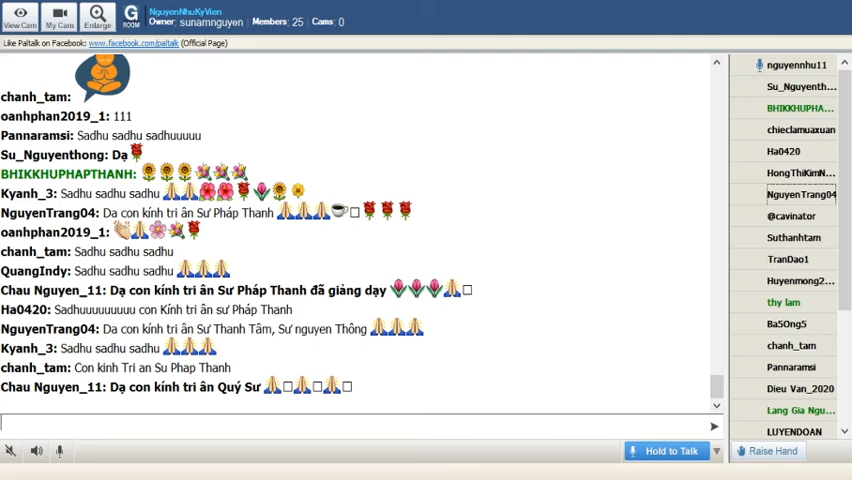 NguyenNhuKyVien
Owner: sunamnguyen Members: 25 Cams: 0
View Cam My Cam Enlarge G ROOM
Like Paltalk on Facebook: www.facebook.com/paltalk (Official Page)
chanh_tam:
oanhphan2019_1: 111
Pannaramsi: Sadhu sadhu sadhuuuuu
Su_Nguyenthong: Dạ🌹
BHIKKHUPHAPTHANH: 🌻🌻🌻💐💐💐
Kyanh_3: Sadhu sadhu sadhu 🙏🙏🌺🌺🌹🌷🌻🌼
NguyenTrang04: Da con kính tri ân Sư Pháp Thanh 🙏🙏🙏☕□🌹🌹🌹
oanhphan2019_1: 👏🙏🌸💐🌹
chanh_tam: Sadhu sadhu sadhu
QuangIndy: Sadhu sadhu sadhu 🙏🙏🙏
Chau Nguyen_11: Dạ con kính tri ân Sư Pháp Thanh đã giảng dạy 🌷🌷🌷🙏□
Ha0420: Sadhuuuuuuuuu con Kính tri ân sư Pháp Thanh
NguyenTrang04: Da con kính tri ân Sư Thanh Tâm, Sư nguyen Thông 🙏🙏🙏
Kyanh_3: Sadhu sadhu sadhu 🙏🙏🙏
chanh_tam: Con kinh Tri an Su Phap Thanh
Chau Nguyen_11: Dạ con kính tri ân Quý Sư 🙏□🙏□🙏□
Hold to Talk
nguyennhu11
Su_Nguyenth...
BHIKKHUPHA...
chieclamuaxuan
Ha0420
HongThiKimN...
NguyenTrang04
@cavinator
Suthanhtam
TranDao1
Huyenmong2...
thy lam
Ba5Ong5
chanh_tam
Pannaramsi
Dieu Van_2020
Lang Gia Ngu...
LUYENDOAN
Raise Hand